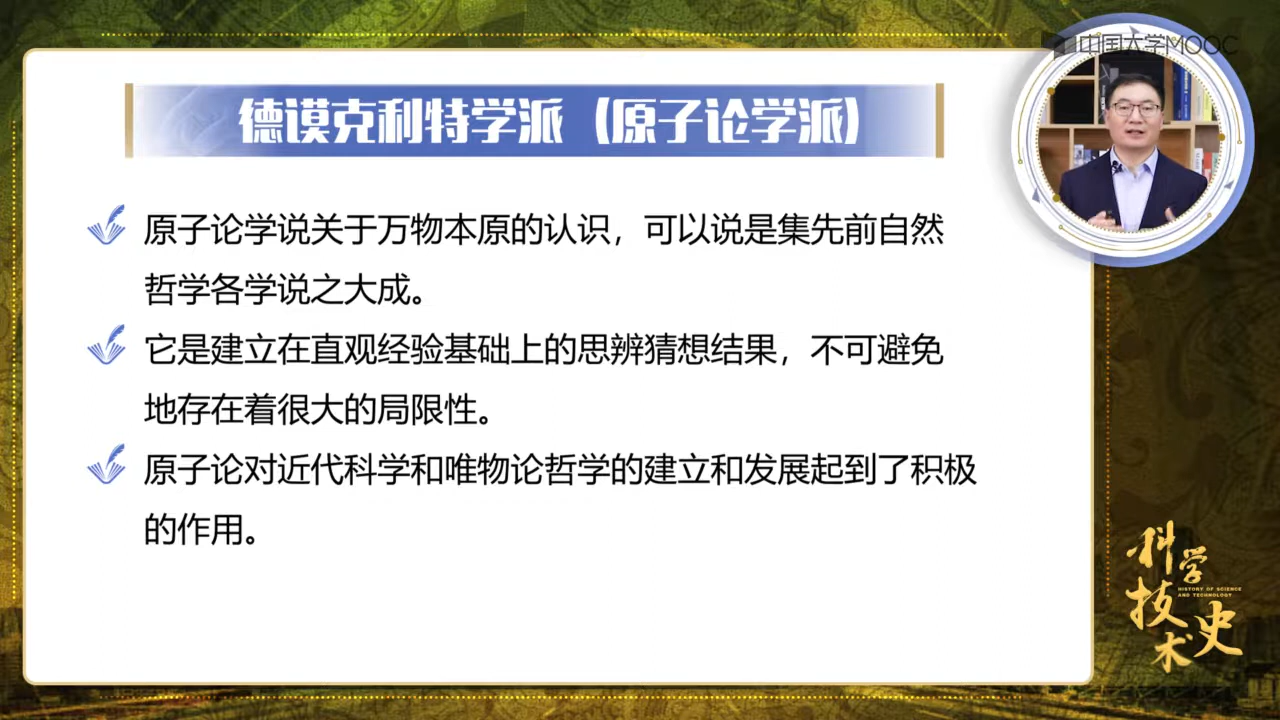 中国大学MOOC
德谟克利特学派（原子论学派）
原子论学说关于万物本原的认识，可以说是集先前自然
哲学各学说之大成。
它是建立在直观经验基础上的思辨猜想结果，不可避免
地存在着很大的局限性。
原子论对近代科学和唯物论哲学的建立和发展起到了积极
的作用。
科学
技术史
HISTORY OF SCIENCE
AND TECHNOLOGY